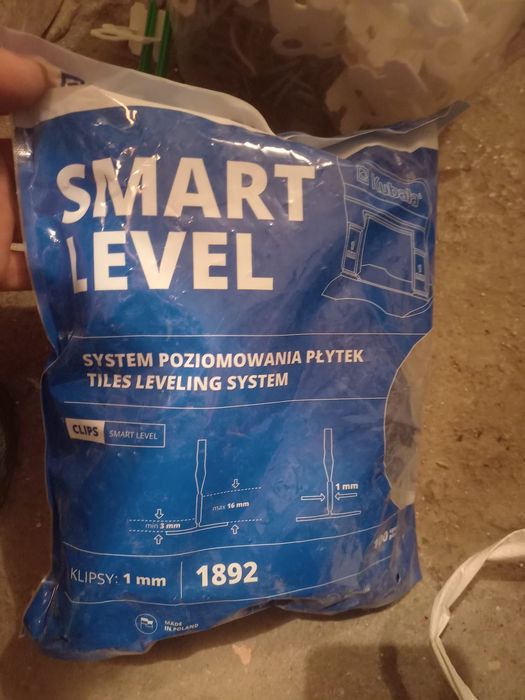 SMART
LEVEL
Kubala
SYSTEM POZIOMOWANIA PŁYTEK
TILES LEVELING SYSTEM
CLIPS SMART LEVEL
min 3 mm
max 16 mm
1 mm
KLIPSY: 1 mm 1892
MADE
IN POLAND